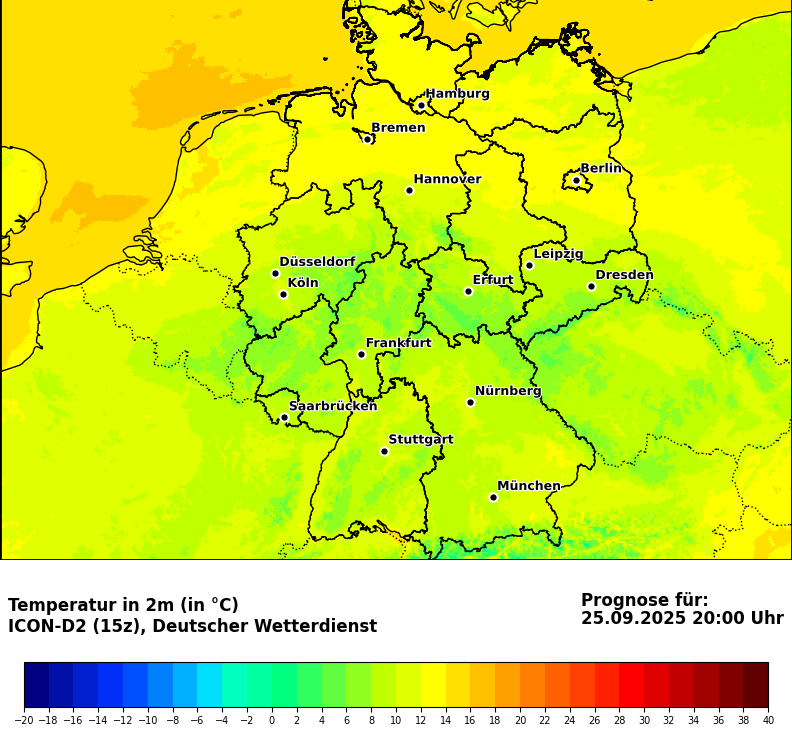 Hamburg
Bremen
Berlin
Hannover
Leipzig
Düsseldorf
Dresden
Köln
Erfurt
Frankfurt
Nürnberg
Saarbrücken
Stuttgart
München
Temperatur in 2m (in °C)
ICON-D2 (15z), Deutscher Wetterdienst
Prognose für:
25.09.2025 20:00 Uhr
−20 −18 −16 −14 −12 −10 −8 −6 −4 −2 0 2 4 6 8 10 12 14 16 18 20 22 24 26 28 30 32 34 36 38 40